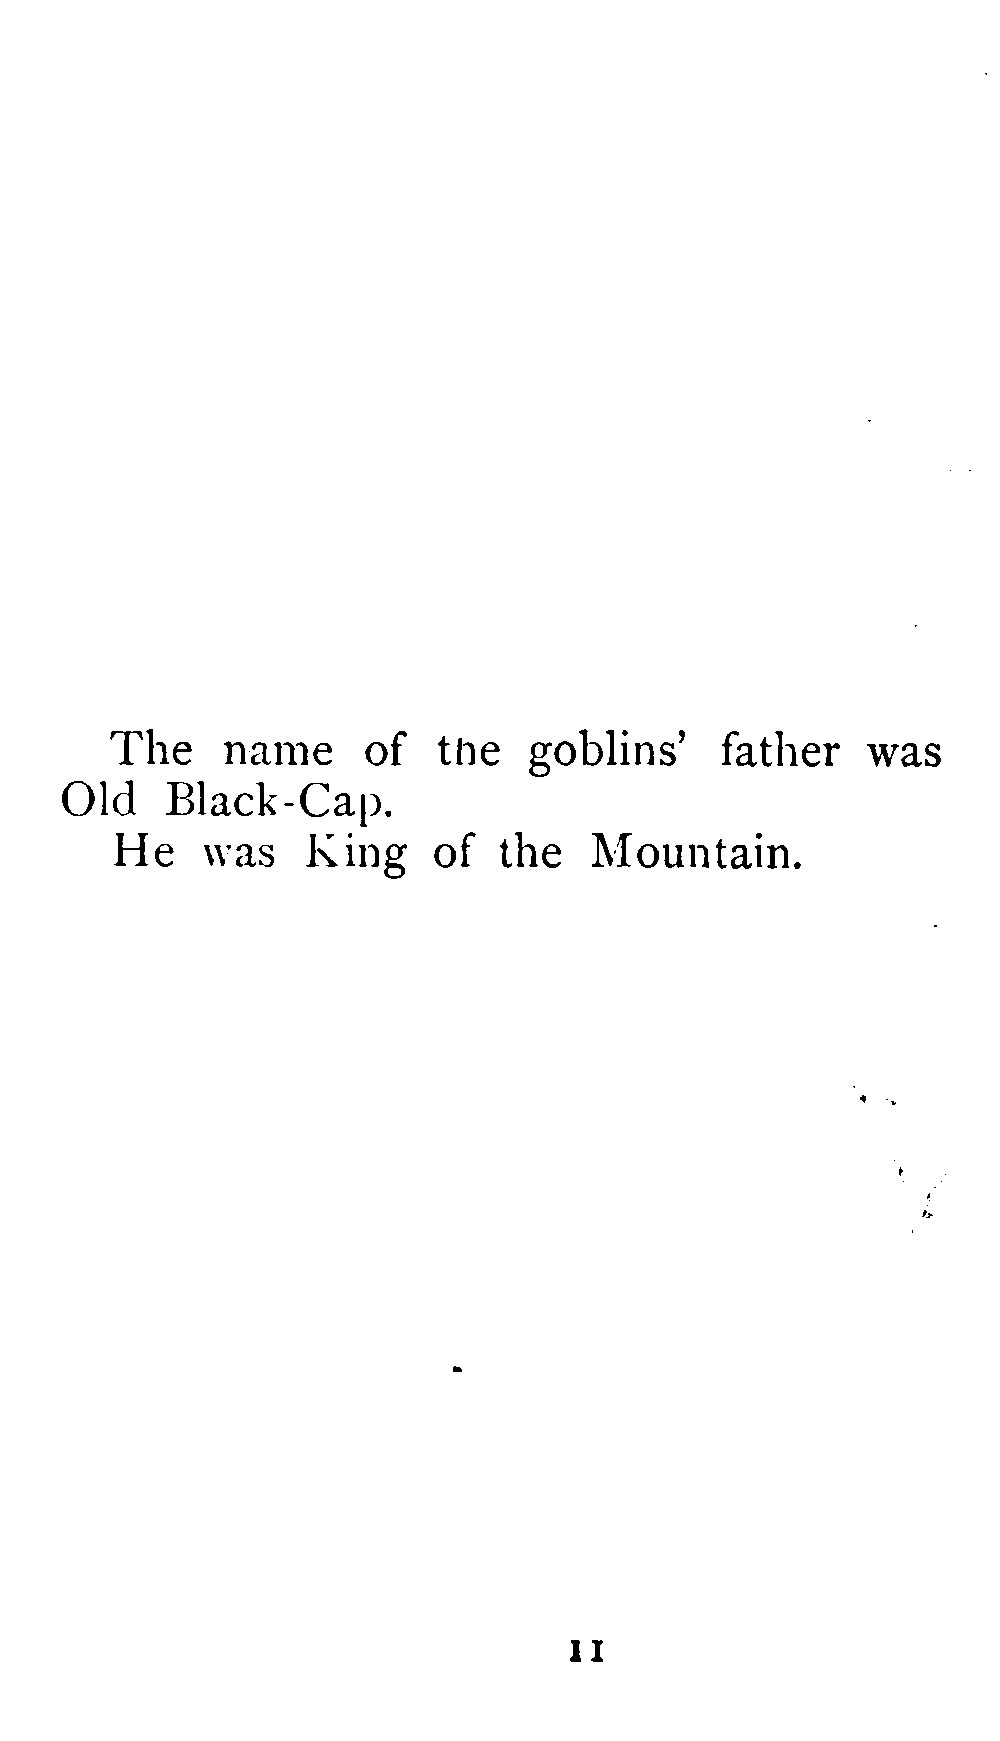 The name of the goblins' father was
Old Black-Cap.
He was King of the Mountain.
11